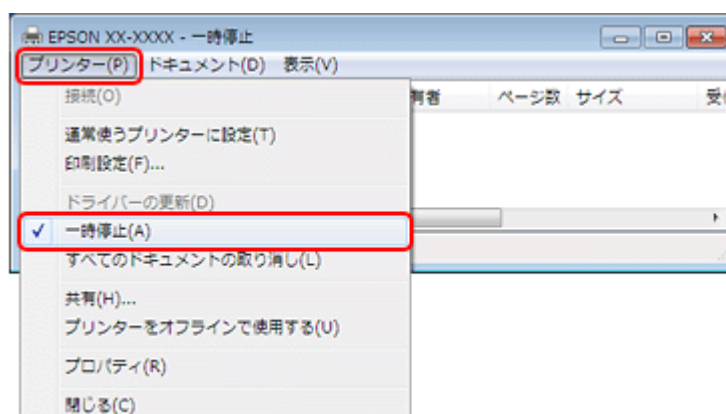 EPSON XX-XXXX - 一時停止
プリンター(P) ドキュメント(D) 表示(V)
有者 ページ数 サイズ
接続(O)
通常使うプリンターに設定(T)
印刷設定(F)...
ドライバーの更新(D)
一時停止(A)
すべてのドキュメントの取り消し(L)
共有(H)...
プリンターをオフラインで使用する(U)
プロパティ(R)
閉じる(C)